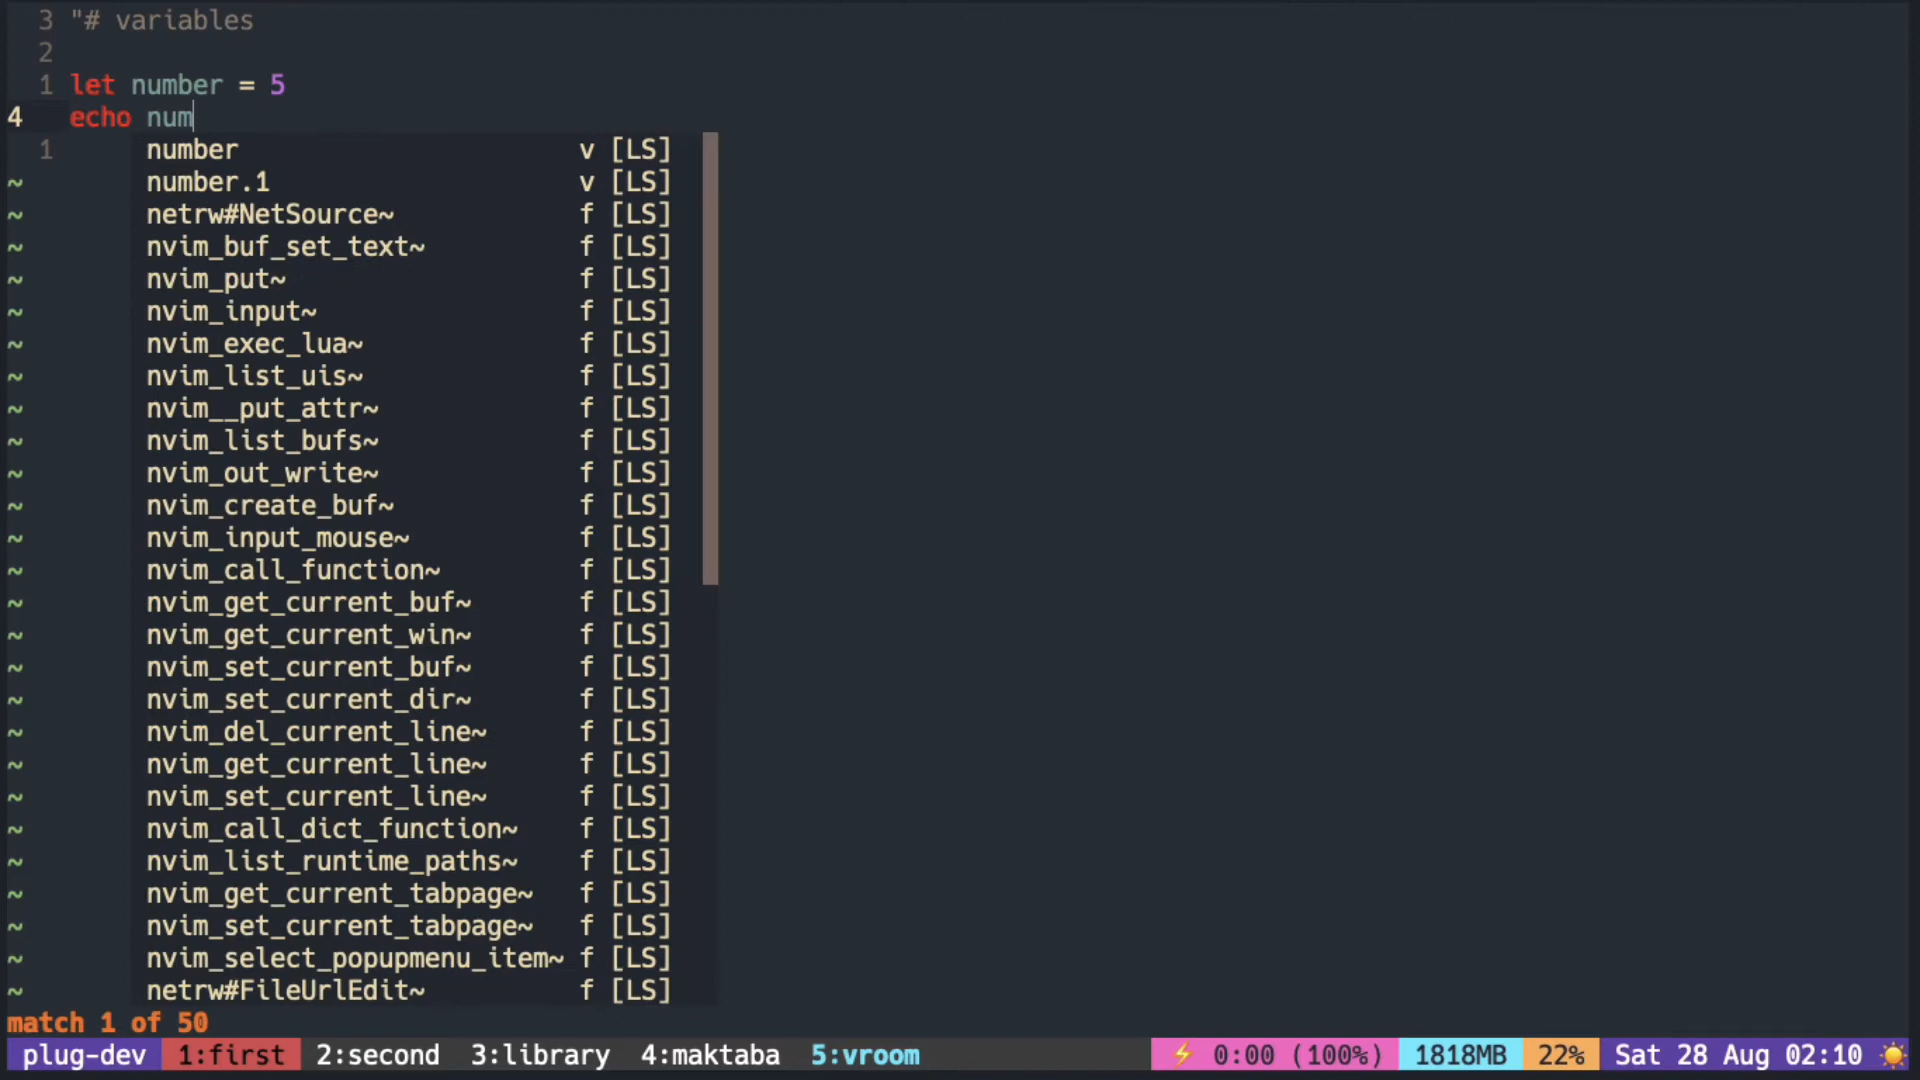 3 "# variables
2
1 let number = 5
4 echo num
1 number v [LS]
~ number.1 v [LS]
~ netrw#NetSource~ f [LS]
~ nvim_buf_set_text~ f [LS]
~ nvim_put~ f [LS]
~ nvim_input~ f [LS]
~ nvim_exec_lua~ f [LS]
~ nvim_list_uis~ f [LS]
~ nvim__put_attr~ f [LS]
~ nvim_list_bufs~ f [LS]
~ nvim_out_write~ f [LS]
~ nvim_create_buf~ f [LS]
~ nvim_input_mouse~ f [LS]
~ nvim_call_function~ f [LS]
~ nvim_get_current_buf~ f [LS]
~ nvim_get_current_win~ f [LS]
~ nvim_set_current_buf~ f [LS]
~ nvim_set_current_dir~ f [LS]
~ nvim_del_current_line~ f [LS]
~ nvim_get_current_line~ f [LS]
~ nvim_set_current_line~ f [LS]
~ nvim_call_dict_function~ f [LS]
~ nvim_list_runtime_paths~ f [LS]
~ nvim_get_current_tabpage~ f [LS]
~ nvim_set_current_tabpage~ f [LS]
~ nvim_select_popupmenu_item~ f [LS]
~ netrw#FileUrlEdit~ f [LS]
match 1 of 50
plug-dev 1:first 2:second 3:library 4:maktaba 5:vroom ⚡ 0:00 (100%) 1818MB 22% Sat 28 Aug 02:10 ☀️